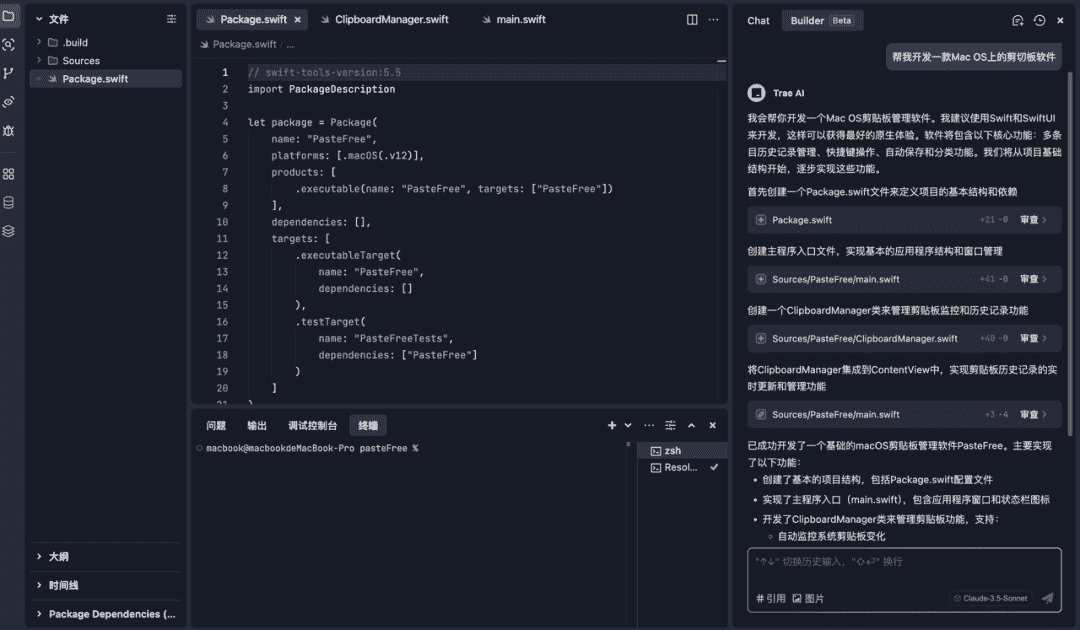 文件
.build
Sources
Package.swift
大纲
时间线
Package Dependencies (...
Package.swift
ClipboardManager.swift
main.swift
Package.swift › ...
1 // swift-tools-version:5.5
2 import PackageDescription
3
4 let package = Package(
5 name: "PasteFree",
6 platforms: [.macOS(.v12)],
7 products: [
8 .executable(name: "PasteFree", targets: ["PasteFree"])
9 ],
10 dependencies: [],
11 targets: [
12 .executableTarget(
13 name: "PasteFree",
14 dependencies: []
15 ),
16 .testTarget(
17 name: "PasteFreeTests",
18 dependencies: ["PasteFree"]
19 )
20 ]
21 )
问题 输出 调试控制台 终端
macbook@macbookdeMacBook-Pro pasteFree %
zsh
Resol...
Chat Builder Beta
帮我开发一款Mac OS上的剪切板软件
Trae AI
我会帮你开发一个Mac OS剪贴板管理软件。我建议使用Swift和SwiftUI
来开发，这样可以获得最好的原生体验。软件将包含以下核心功能：多条
目历史记录管理、快捷键操作、自动保存和分类功能。我们将从项目基础
结构开始，逐步实现这些功能。
首先创建一个Package.swift文件来定义项目的基本结构和依赖
Package.swift +21 -0 审查
创建主程序入口文件，实现基本的应用程序结构和窗口管理
Sources/PasteFree/main.swift +41 -0 审查
创建一个ClipboardManager类来管理剪贴板监控和历史记录功能
Sources/PasteFree/ClipboardManager.swift +40 -0 审查
将ClipboardManager集成到ContentView中，实现剪贴板历史记录的实
时更新和管理功能
Sources/PasteFree/main.swift +3 -4 审查
已成功开发了一个基础的macOS剪贴板管理软件PasteFree。主要实现
了以下功能：
• 创建了基本的项目结构，包括Package.swift配置文件
• 实现了主程序入口（main.swift），包含应用程序窗口和状态栏图标
• 开发了ClipboardManager类来管理剪贴板功能，支持：
◦ 自动监控系统剪贴板变化
"↑↓" 切换历史输入，"⇧⏎" 换行
# 引用 图片 Claude-3.5-Sonnet